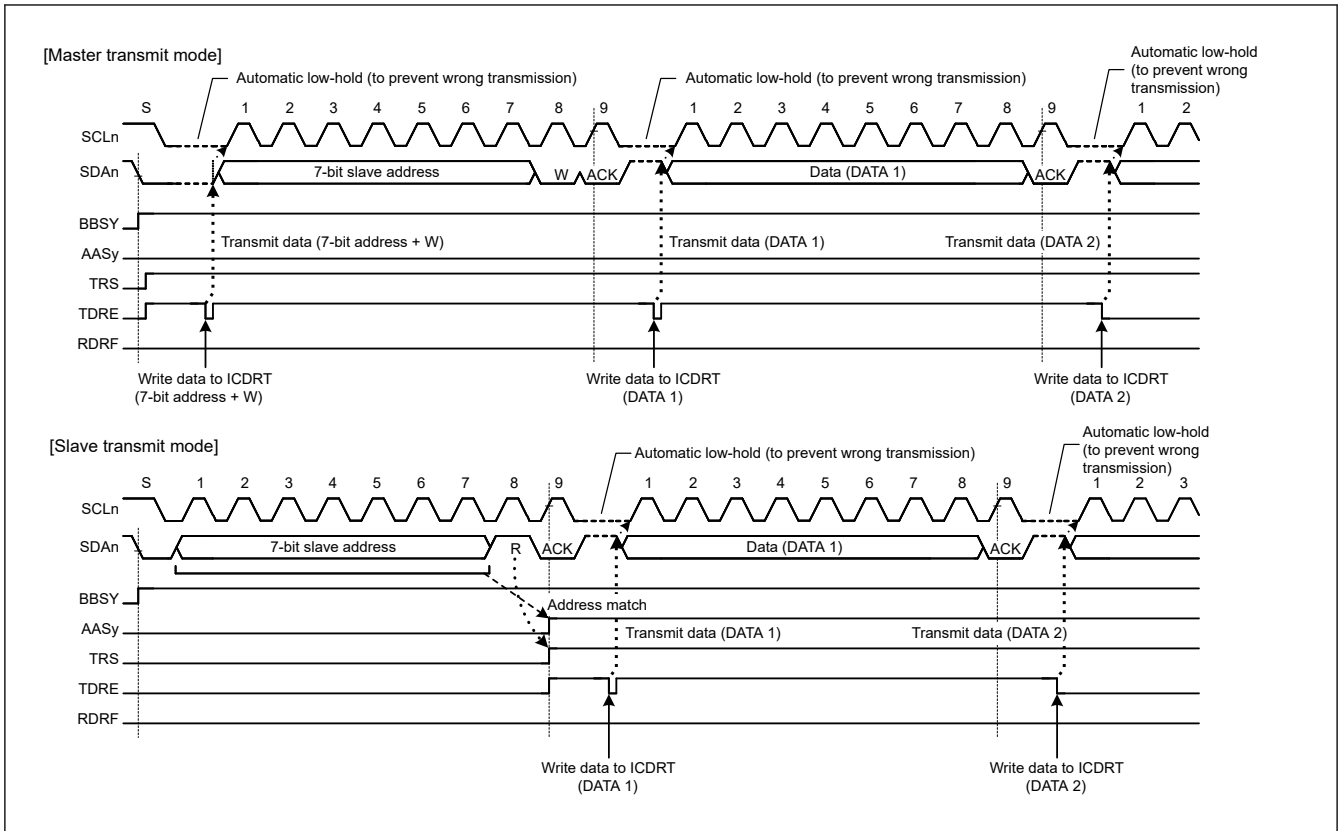 [Master transmit mode]
Automatic low-hold (to prevent wrong transmission)
Automatic low-hold (to prevent wrong transmission)
Automatic low-hold
(to prevent wrong
transmission)
S 1 2 3 4 5 6 7 8 9 1 2 3 4 5 6 7 8 9 1 2
SCLn
SDAn 7-bit slave address W ACK Data (DATA 1) ACK
BBSY
Transmit data (7-bit address + W) Transmit data (DATA 1) Transmit data (DATA 2)
AASy
TRS
TDRE
RDRF
Write data to ICDRT
(7-bit address + W)
Write data to ICDRT
(DATA 1)
Write data to ICDRT
(DATA 2)
[Slave transmit mode]
Automatic low-hold (to prevent wrong transmission)
Automatic low-hold
(to prevent wrong
transmission)
S 1 2 3 4 5 6 7 8 9 1 2 3 4 5 6 7 8 9 1 2 3
SCLn
SDAn 7-bit slave address R ACK Data (DATA 1) ACK
BBSY
Address match
AASy
Transmit data (DATA 1) Transmit data (DATA 2)
TRS
TDRE
RDRF
Write data to ICDRT
(DATA 1)
Write data to ICDRT
(DATA 2)